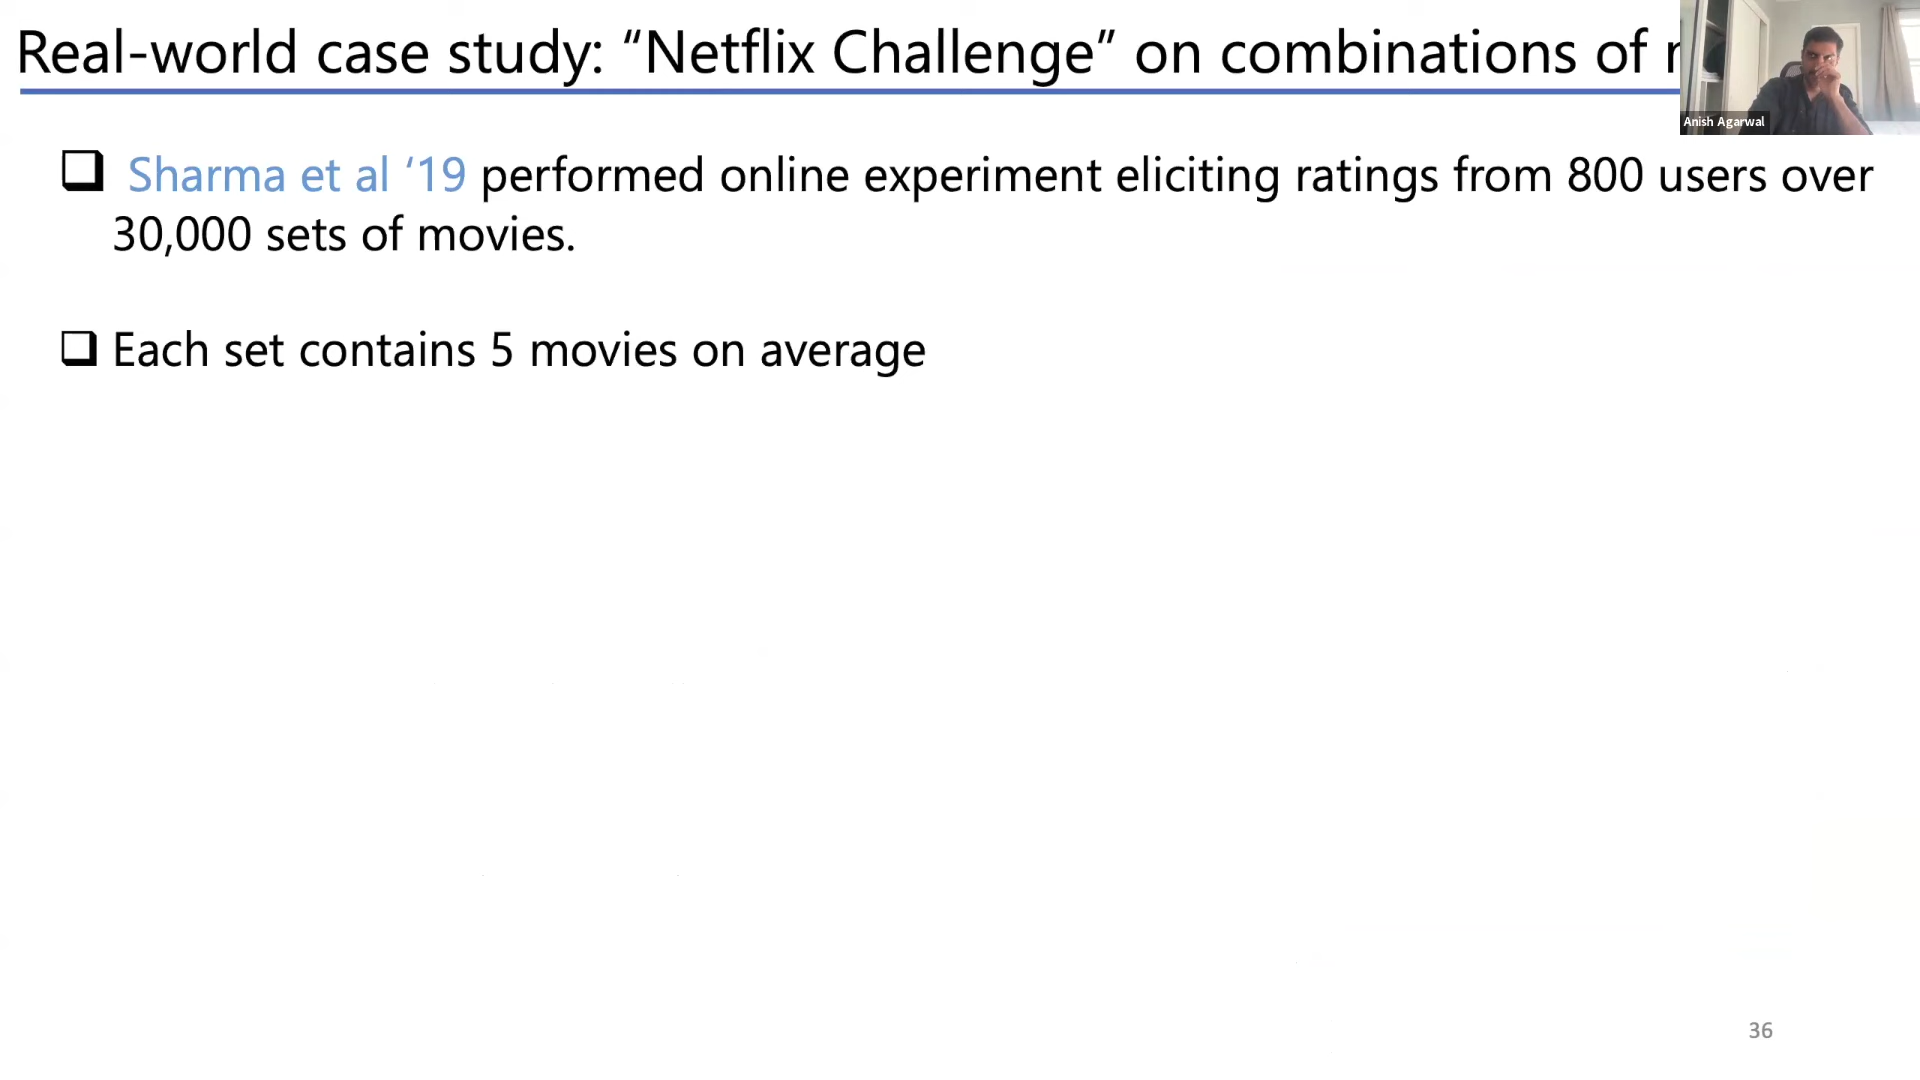 Real-world case study: “Netflix Challenge” on combinations of
Anish Agarwal
Sharma et al ‘19 performed online experiment eliciting ratings from 800 users over
30,000 sets of movies.
Each set contains 5 movies on average
36